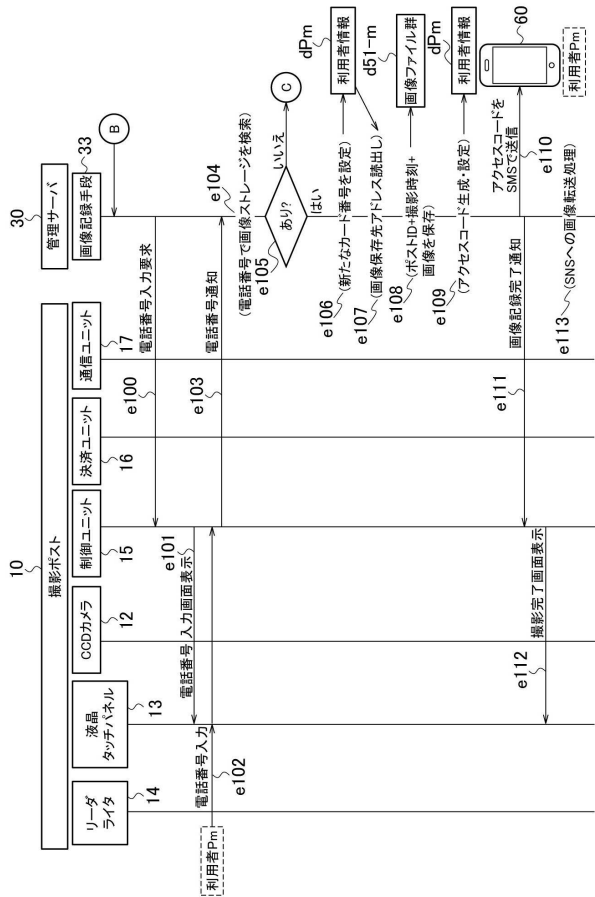 10
撮影ポスト
30
管理サーバ
リーダ
ライタ
14
液晶
タッチパネル
13
CCDカメラ
12
制御ユニット
15
決済ユニット
16
通信ユニット
17
画像記録手段
33
B
e100
電話番号入力要求
e101
電話番号 入力画面表示
利用者Pm
電話番号入力
e102
e103
電話番号通知
e104
(電話番号で画像ストレージを検索)
あり?
e105
いいえ
C
はい
e106
(新たなカード番号を設定)
dPm
利用者情報
e107
(画像保存先アドレス読出し)
e108
(ポストID+撮影時刻+
画像を保存)
d51-m
画像ファイル群
e109
(アクセスコード生成・設定)
dPm
利用者情報
アクセスコードを
SMSで送信
e110
60
利用者Pm
e111
画像記録完了通知
撮影完了画面表示
e112
e113
(SNSへの画像転送処理)